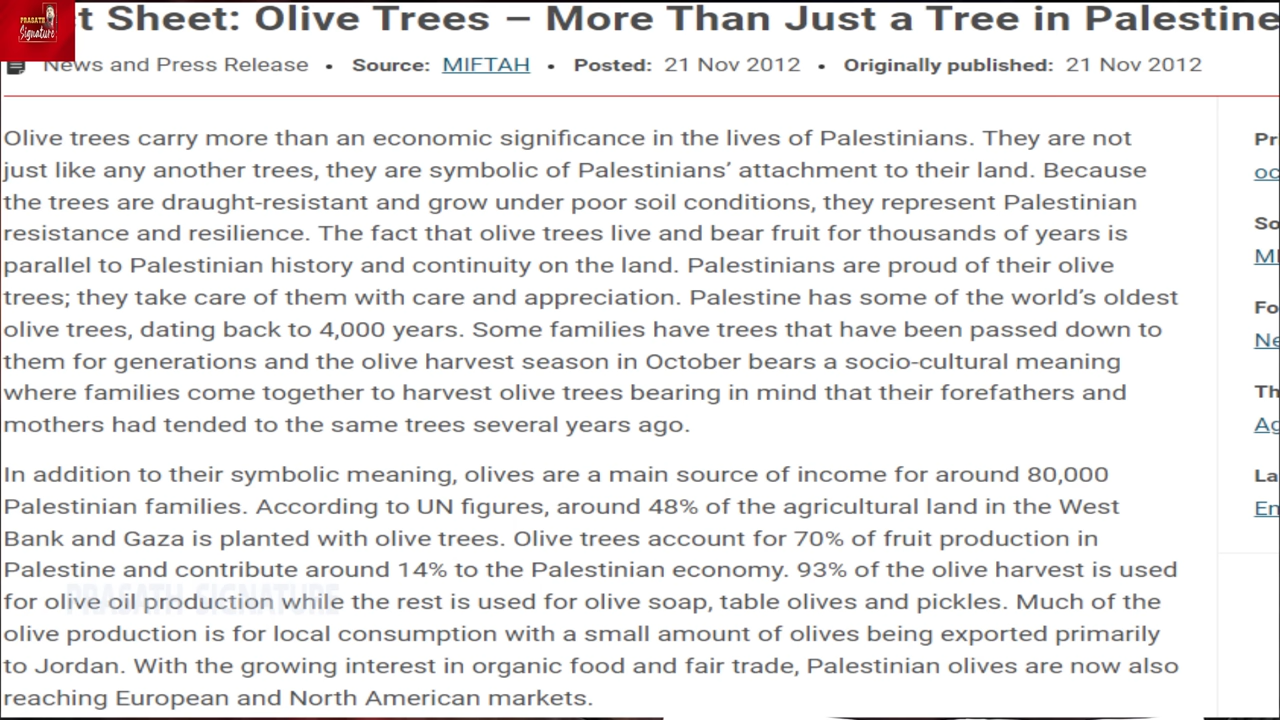 PRAGATH
Signature
t Sheet: Olive Trees – More Than Just a Tree in Palestine
News and Press Release • Source: MIFTAH • Posted: 21 Nov 2012 • Originally published: 21 Nov 2012
Olive trees carry more than an economic significance in the lives of Palestinians. They are not
just like any another trees, they are symbolic of Palestinians’ attachment to their land. Because
the trees are draught-resistant and grow under poor soil conditions, they represent Palestinian
resistance and resilience. The fact that olive trees live and bear fruit for thousands of years is
parallel to Palestinian history and continuity on the land. Palestinians are proud of their olive
trees; they take care of them with care and appreciation. Palestine has some of the world’s oldest
olive trees, dating back to 4,000 years. Some families have trees that have been passed down to
them for generations and the olive harvest season in October bears a socio-cultural meaning
where families come together to harvest olive trees bearing in mind that their forefathers and
mothers had tended to the same trees several years ago.
In addition to their symbolic meaning, olives are a main source of income for around 80,000
Palestinian families. According to UN figures, around 48% of the agricultural land in the West
Bank and Gaza is planted with olive trees. Olive trees account for 70% of fruit production in
Palestine and contribute around 14% to the Palestinian economy. 93% of the olive harvest is used
for olive oil production while the rest is used for olive soap, table olives and pickles. Much of the
olive production is for local consumption with a small amount of olives being exported primarily
to Jordan. With the growing interest in organic food and fair trade, Palestinian olives are now also
reaching European and North American markets.
PRAGATH SIGNATURE
Pr
oc
So
MI
Fo
Ne
Th
Ag
La
En